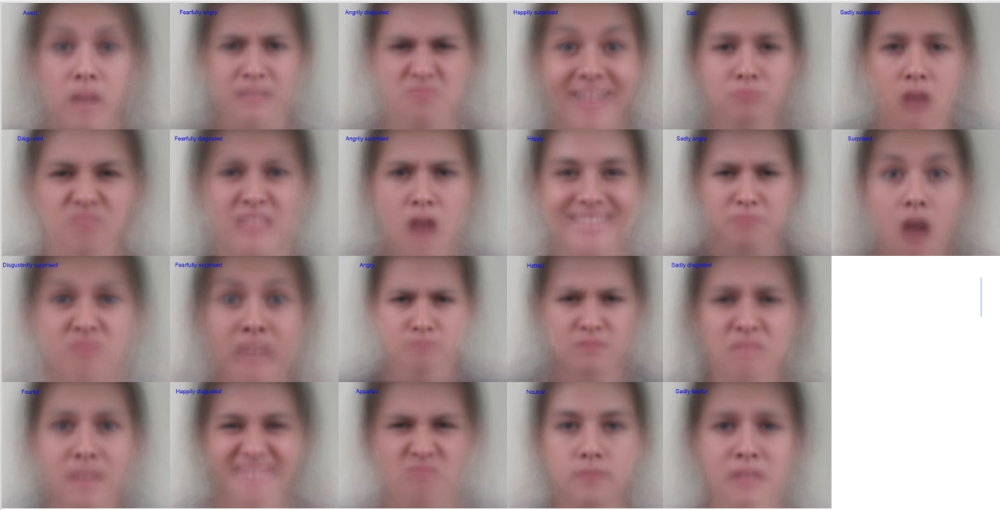 Awed
Fearfully angry
Angrily disgusted
Happily surprised
Sad
Sadly surprised
Disgusted
Fearfully disgusted
Angrily surprised
Happy
Sadly angry
Surprised
Disgustedly surprised
Fearfully surprised
Angry
Hatred
Sadly disgusted
Fearful
Happily disgusted
Appalled
Neutral
Sadly fearful